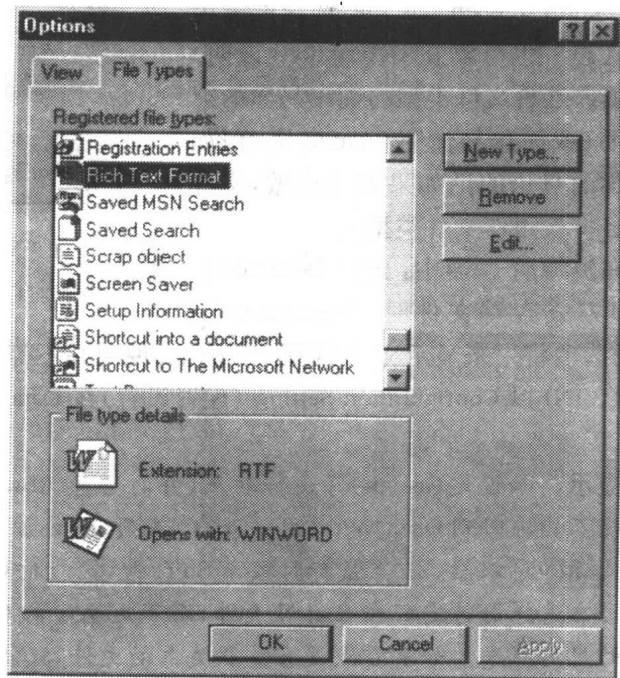 Options
View
File Types
Registered file types:
Registration Entries
Rich Text Format
Saved MSN Search
Saved Search
Scrap object
Screen Saver
Setup Information
Shortcut into a document
Shortcut to The Microsoft Network
New Type...
Remove
Edit...
File type details
Extension: RTF
Opens with: WINWORD
OK
Cancel
Apply